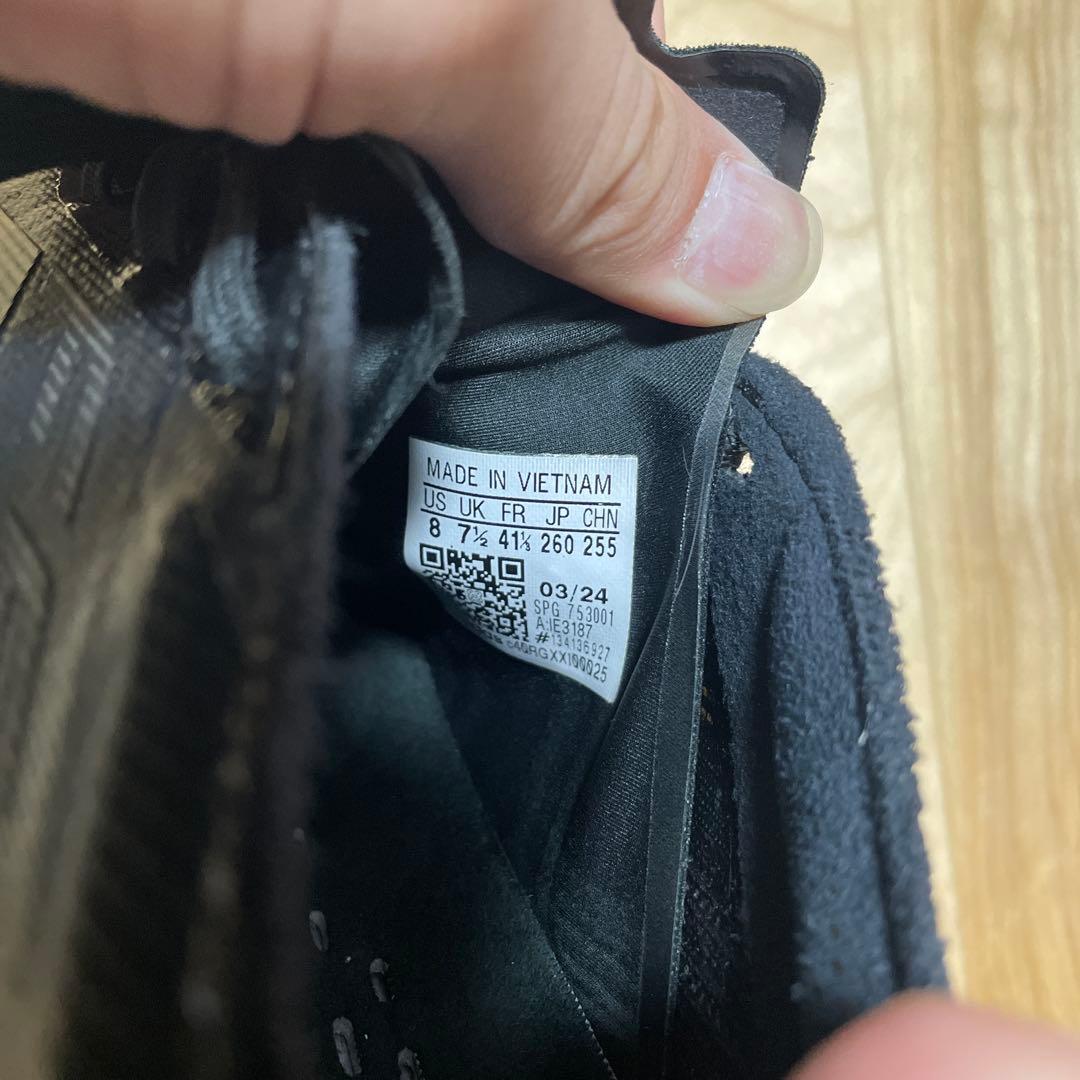 MADE IN VIETNAM
US UK FR JP CHN
8 7½ 41⅓ 260 255
03/24
SPG 753001
A:IE3187
#134136927